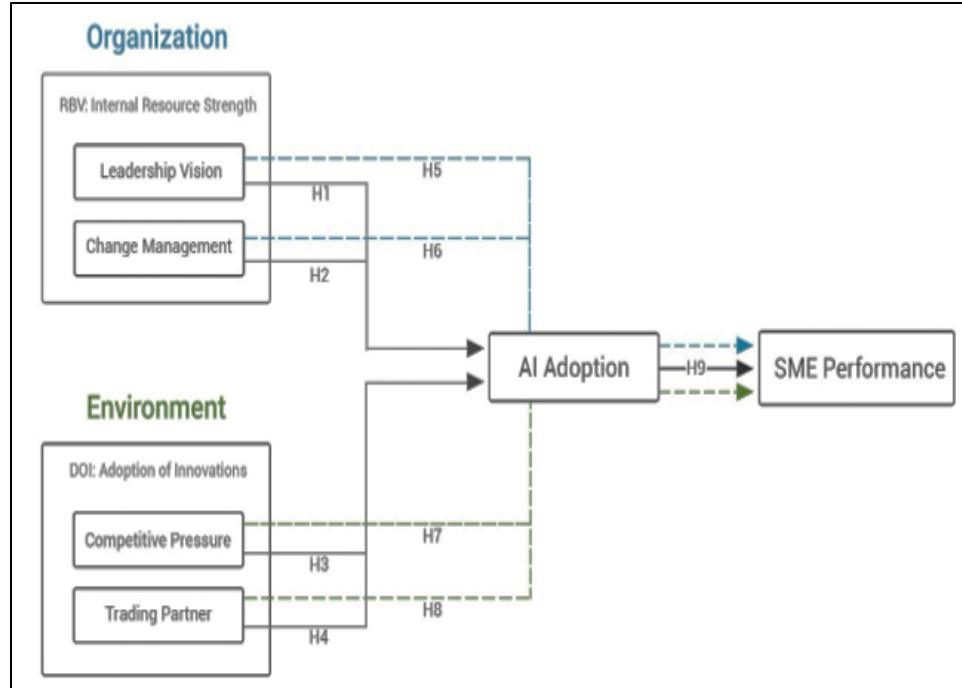 Organization
RBV: Internal Resource Strength
Leadership Vision
H5
H1
Change Management
H6
H2
AI Adoption
H9
SME Performance
Environment
DOI: Adoption of Innovations
Competitive Pressure
H7
H3
Trading Partner
H8
H4